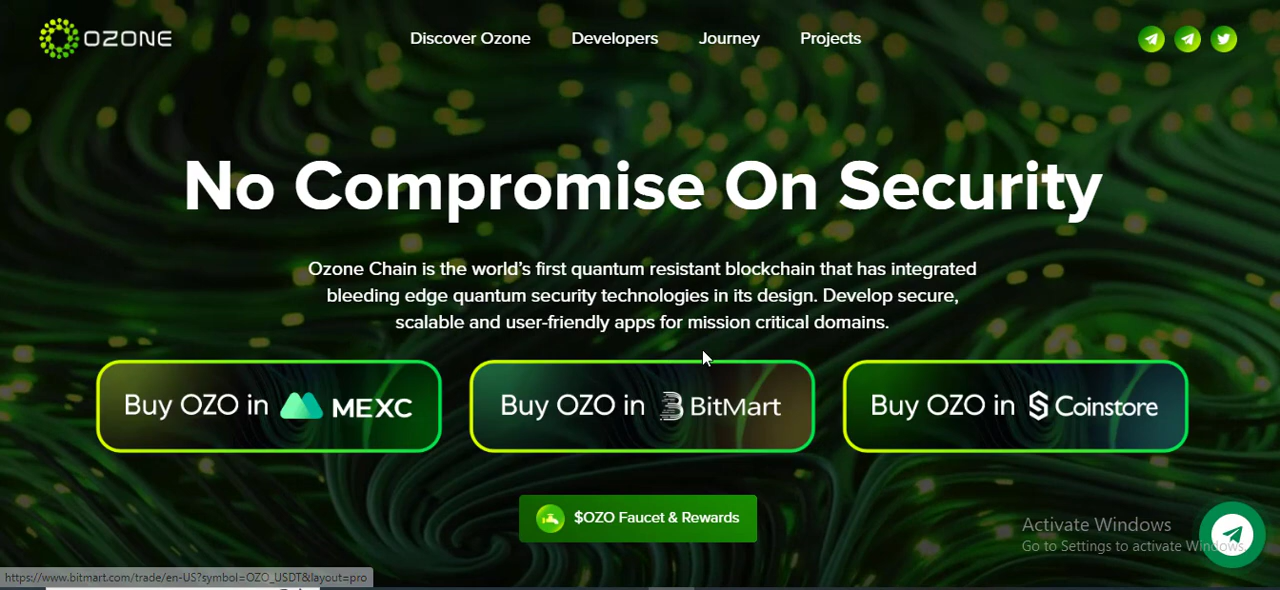 OZONE
Discover Ozone
Developers
Journey
Projects
No Compromise On Security
Ozone Chain is the world’s first quantum resistant blockchain that has integrated
bleeding edge quantum security technologies in its design. Develop secure,
scalable and user-friendly apps for mission critical domains.
Buy OZO in MEXC
Buy OZO in BitMart
Buy OZO in Coinstore
$OZO Faucet & Rewards
Activate Windows
Go to Settings to activate Windows.
https://www.bitmart.com/trade/en-US?symbol=OZO_USDT&layout=pro